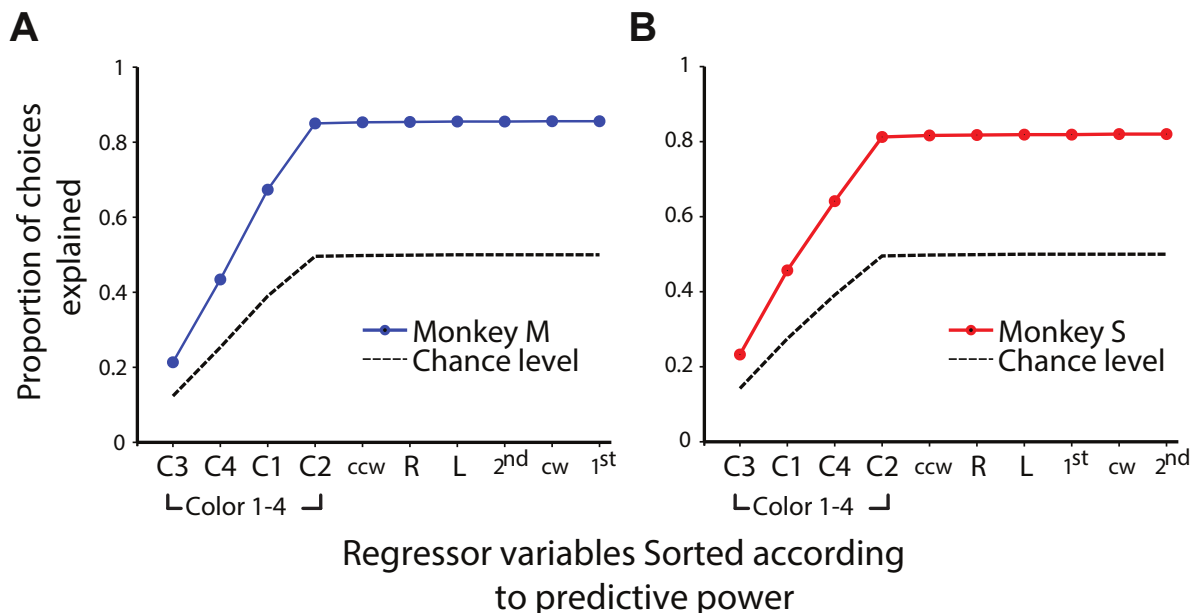 A
B
Proportion of choices
explained
1
0.8
0.6
0.4
0.2
0
Monkey M
Chance level
C3 C4 C1 C2 ccw R L 2nd cw 1st
Color 1-4
1
0.8
0.6
0.4
0.2
0
Monkey S
Chance level
C3 C1 C4 C2 ccw R L 1st cw 2nd
Color 1-4
Regressor variables Sorted according
to predictive power